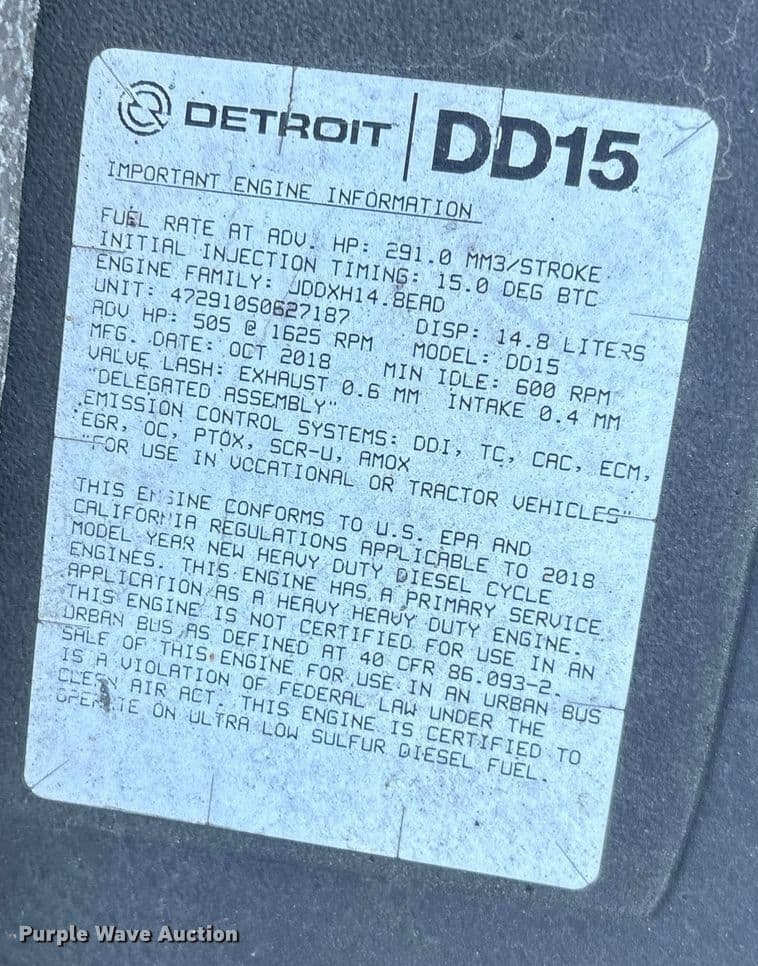 DETROIT | DD15
IMPORTANT ENGINE INFORMATION
FUEL RATE AT ADV. HP: 291.0 MM3/STROKE
INITIAL INJECTION TIMING: 15.0 DEG BTC
ENGINE FAMILY: JDDXH14.8EAD
UNIT: 472910S0627187 DISP: 14.8 LITERS
ADV HP: 505 @ 1625 RPM MODEL: DD15
MFG. DATE: OCT 2018 MIN IDLE: 600 RPM
VALVE LASH: EXHAUST 0.6 MM INTAKE 0.4 MM
"DELEGATED ASSEMBLY"
EMISSION CONTROL SYSTEMS: DDI, TC, CAC, ECM,
EGR, OC, PTOX, SCR-U, AMOX
"FOR USE IN VOCATIONAL OR TRACTOR VEHICLES"
THIS ENGINE CONFORMS TO U.S. EPA AND
CALIFORNIA REGULATIONS APPLICABLE TO 2018
MODEL YEAR NEW HEAVY DUTY DIESEL CYCLE
ENGINES. THIS ENGINE HAS A PRIMARY SERVICE
APPLICATION AS A HEAVY HEAVY DUTY ENGINE.
THIS ENGINE IS NOT CERTIFIED FOR USE IN AN
URBAN BUS AS DEFINED AT 40 CFR 86.093-2.
SALE OF THIS ENGINE FOR USE IN AN URBAN BUS
IS A VIOLATION OF FEDERAL LAW UNDER THE
CLEAN AIR ACT. THIS ENGINE IS CERTIFIED TO
OPERATE ON ULTRA LOW SULFUR DIESEL FUEL.
Purple Wave Auction